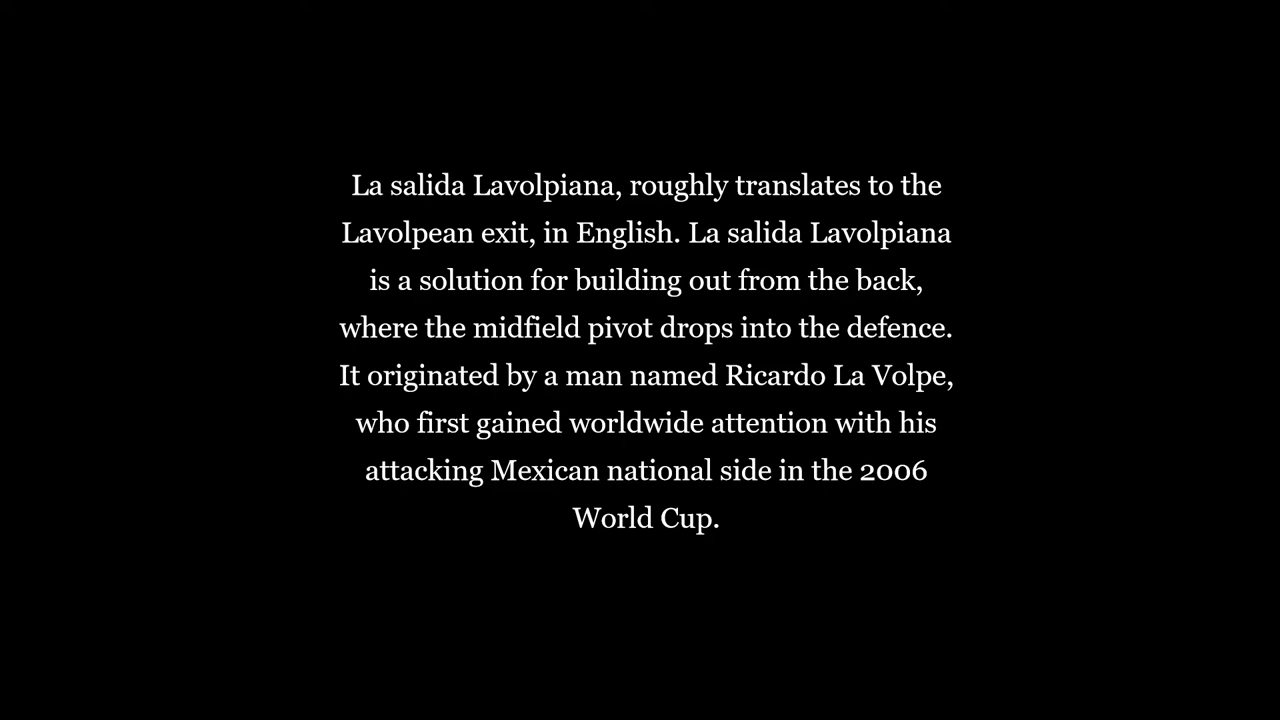 La salida Lavolpiana, roughly translates to the
Lavolpean exit, in English. La salida Lavolpiana
is a solution for building out from the back,
where the midfield pivot drops into the defence.
It originated by a man named Ricardo La Volpe,
who first gained worldwide attention with his
attacking Mexican national side in the 2006
World Cup.